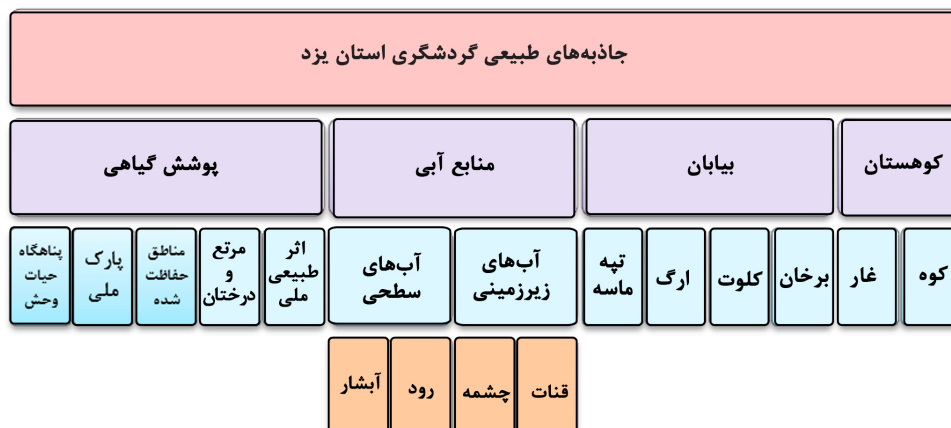 جاذبه‌های طبیعی گردشگری استان یزد
کوهستان
بیابان
منابع آبی
پوشش گیاهی
کوه
غار
برخان
کلوت
ارگ
تپه
ماسه
آب‌های
زیرزمینی
آب‌های
سطحی
اثر
طبیعی
ملی
مرتع
و
درختان
مناطق
حفاظت
شده
پارک
ملی
پناهگاه
حیات
وحش
قنات
چشمه
رود
آبشار